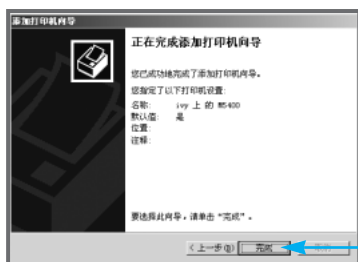 添加打印机向导
正在完成添加打印机向导
您已成功地完成了添加打印机向导。
您指定了以下打印机设置:
名称: ivy 上的 M5400
默认值: 是
位置:
注释:
要选择此向导，请单击“完成”。
<上一步(B)
完成